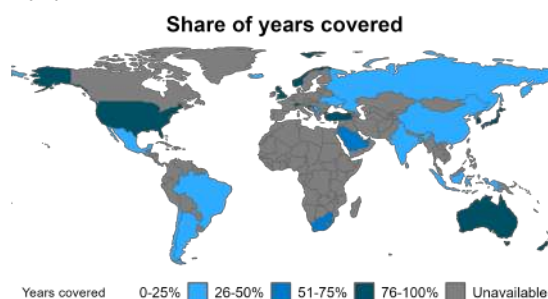 Share of years covered
Years covered 0-25% 26-50% 51-75% 76-100% Unavailable